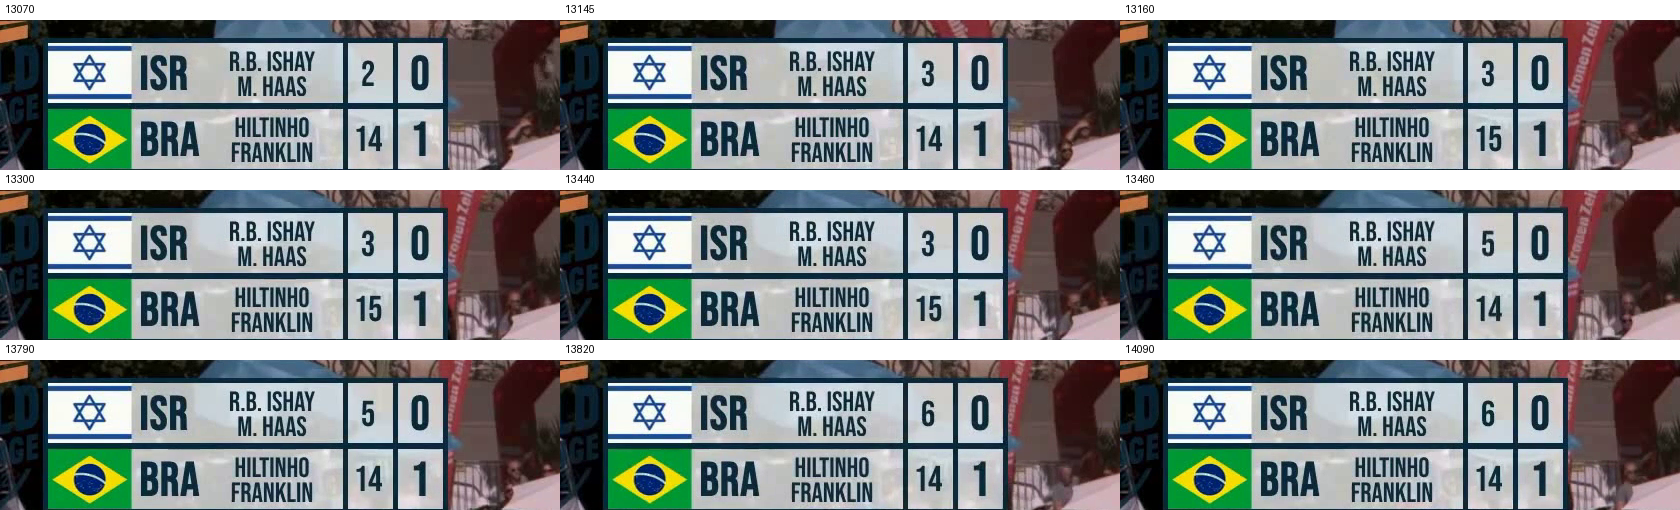 13070
ISR R.B. ISHAY M. HAAS 2 0
BRA HILTINHO FRANKLIN 14 1
13145
ISR R.B. ISHAY M. HAAS 3 0
BRA HILTINHO FRANKLIN 14 1
13160
Kronen Zei
ISR R.B. ISHAY M. HAAS 3 0
BRA HILTINHO FRANKLIN 15 1
13300
ISR R.B. ISHAY M. HAAS 3 0
BRA HILTINHO FRANKLIN 15 1
13440
ISR R.B. ISHAY M. HAAS 3 0
BRA HILTINHO FRANKLIN 15 1
13460
ISR R.B. ISHAY M. HAAS 5 0
BRA HILTINHO FRANKLIN 14 1
13790
ISR R.B. ISHAY M. HAAS 5 0
BRA HILTINHO FRANKLIN 14 1
13820
ISR R.B. ISHAY M. HAAS 6 0
BRA HILTINHO FRANKLIN 14 1
14090
ISR R.B. ISHAY M. HAAS 6 0
BRA HILTINHO FRANKLIN 14 1